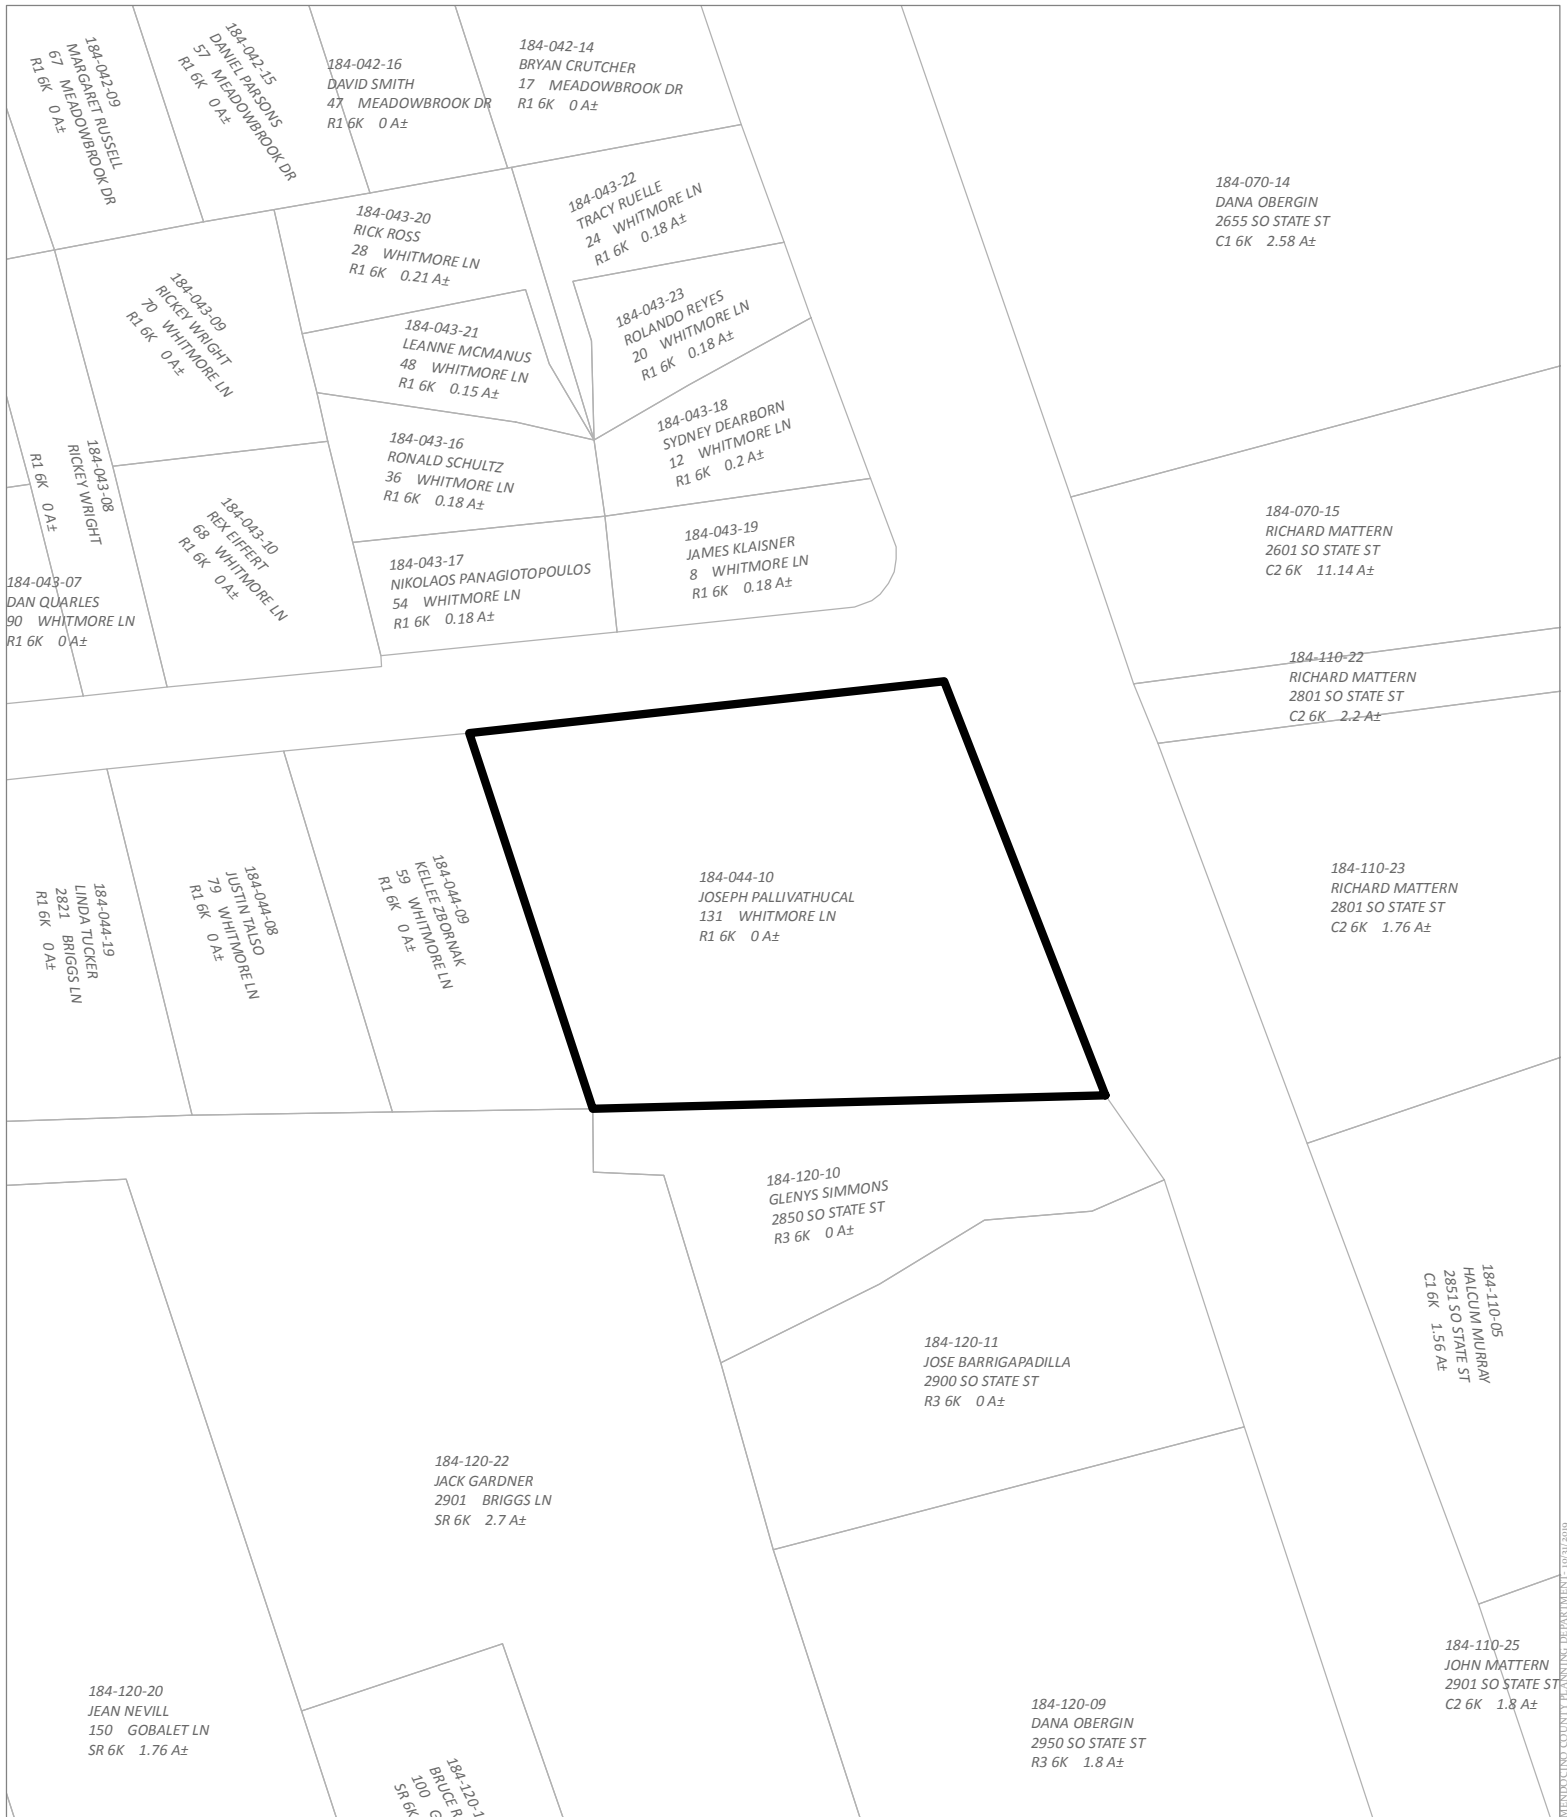 184-042-09
MARGARET RUSSELL
67 MEADOWBROOK DR
R1 6K 0 A±
184-042-15
DANIEL PARSONS
57 MEADOWBROOK DR
R1 6K 0 A±
184-042-16
DAVID SMITH
47 MEADOWBROOK DR
R1 6K 0 A±
184-042-14
BRYAN CRUTCHER
17 MEADOWBROOK DR
R1 6K 0 A±
184-070-14
DANA OBERGIN
2655 SO STATE ST
C1 6K 2.58 A±
184-043-20
RICK ROSS
28 WHITMORE LN
R1 6K 0.21 A±
184-043-22
TRACY RUELLE
24 WHITMORE LN
R1 6K 0.18 A±
184-043-09
RICKEY WRIGHT
70 WHITMORE LN
R1 6K 0 A±
184-043-21
LEANNE MCMANUS
48 WHITMORE LN
R1 6K 0.15 A±
184-043-23
ROLANDO REYES
20 WHITMORE LN
R1 6K 0.18 A±
184-043-08
RICKEY WRIGHT
R1 6K 0 A±
184-043-16
RONALD SCHULTZ
36 WHITMORE LN
R1 6K 0.18 A±
184-043-18
SYDNEY DEARBORN
12 WHITMORE LN
R1 6K 0.2 A±
184-043-10
REX EIFFERT
68 WHITMORE LN
R1 6K 0 A±
184-070-15
RICHARD MATTERN
2601 SO STATE ST
C2 6K 11.14 A±
184-043-07
DAN QUARLES
90 WHITMORE LN
R1 6K 0 A±
184-043-17
NIKOLAOS PANAGIOTOPOULOS
54 WHITMORE LN
R1 6K 0.18 A±
184-043-19
JAMES KLAISNER
8 WHITMORE LN
R1 6K 0.18 A±
184-110-22
RICHARD MATTERN
2801 SO STATE ST
C2 6K 2.2 A±
184-044-19
LINDA TUCKER
2821 BRIGGS LN
R1 6K 0 A±
184-044-08
JUSTIN TALSO
79 WHITMORE LN
R1 6K 0 A±
184-044-09
KELLEE ZBORNAK
59 WHITMORE LN
R1 6K 0 A±
184-044-10
JOSEPH PALLIVATHUCAL
131 WHITMORE LN
R1 6K 0 A±
184-110-23
RICHARD MATTERN
2801 SO STATE ST
C2 6K 1.76 A±
184-120-10
GLENYS SIMMONS
2850 SO STATE ST
R3 6K 0 A±
184-110-05
HALCUM MURRAY
2851 SO STATE ST
C1 6K 1.56 A±
184-120-11
JOSE BARRIGAPADILLA
2900 SO STATE ST
R3 6K 0 A±
184-120-22
JACK GARDNER
2901 BRIGGS LN
SR 6K 2.7 A±
184-110-25
JOHN MATTERN
2901 SO STATE ST
C2 6K 1.8 A±
184-120-20
JEAN NEVILL
150 GOBALET LN
SR 6K 1.76 A±
184-120-09
DANA OBERGIN
2950 SO STATE ST
R3 6K 1.8 A±
184-120-1
BRUCE R
100 G
SR 6K
MENDOCINO COUNTY PLANNING DEPARTMENT- 10/31/2019